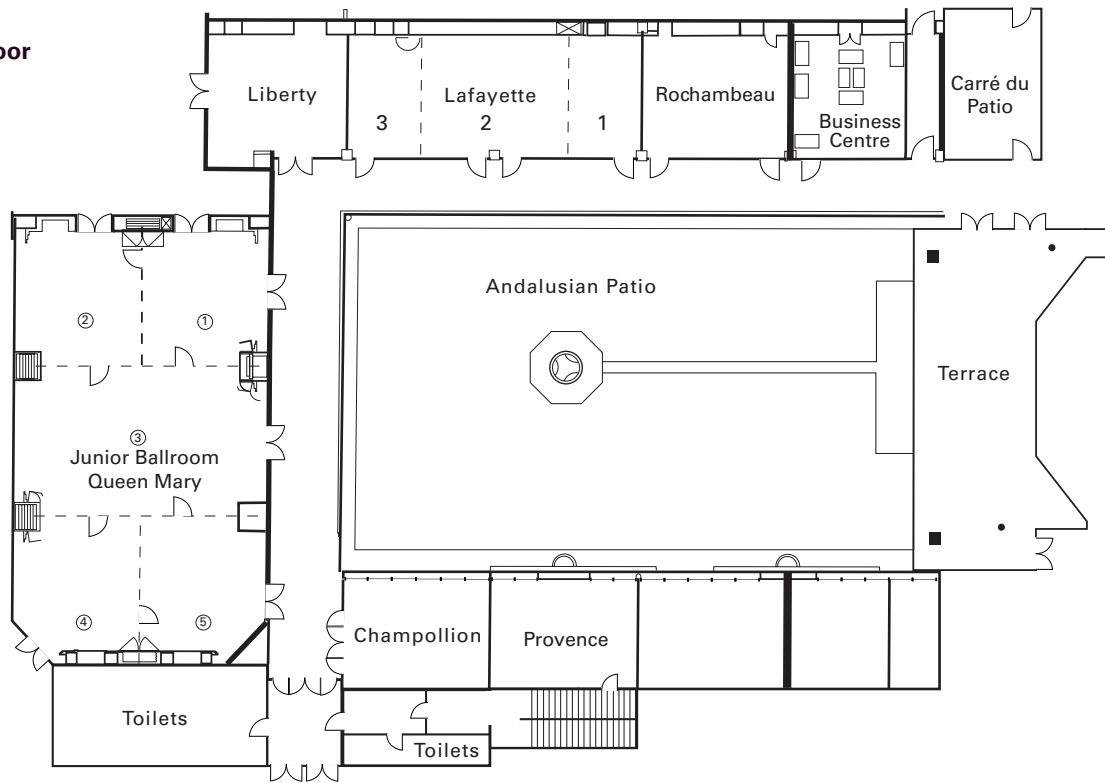 oor
Liberty
Lafayette
3 2 1
Rochambeau
Business
Centre
Carré du
Patio
Andalusian Patio
2 1
Terrace
3
Junior Ballroom
Queen Mary
4 5
Champollion
Provence
Toilets
Toilets